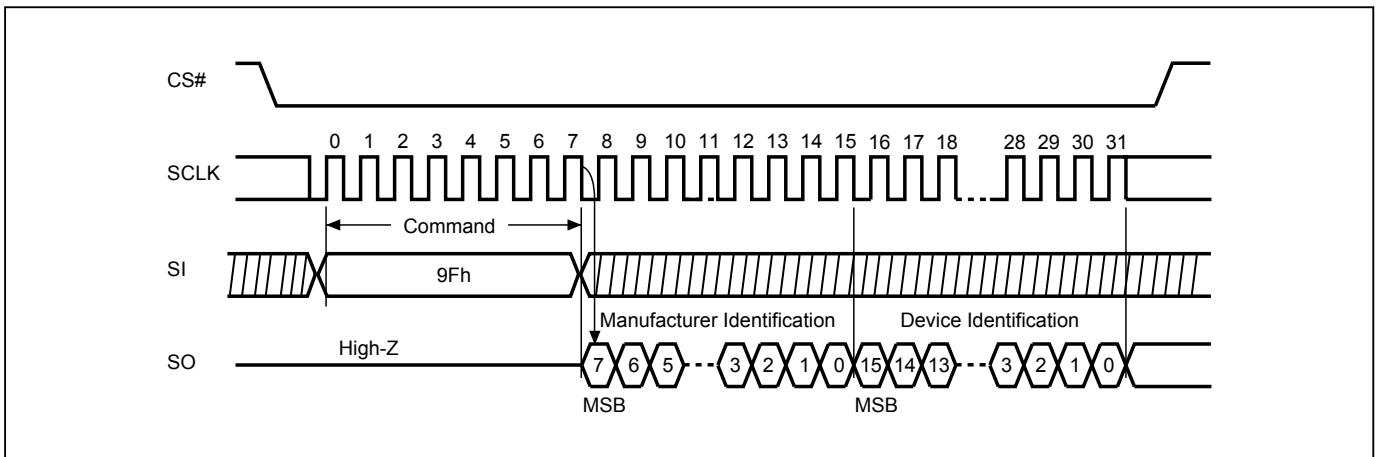 CS#
0 1 2 3 4 5 6 7 8 9 10 11 12 13 14 15 16 17 18 28 29 30 31
SCLK
Command
SI 9Fh
Manufacturer Identification Device Identification
High-Z
SO 7 6 5 3 2 1 0 15 14 13 3 2 1 0
MSB MSB